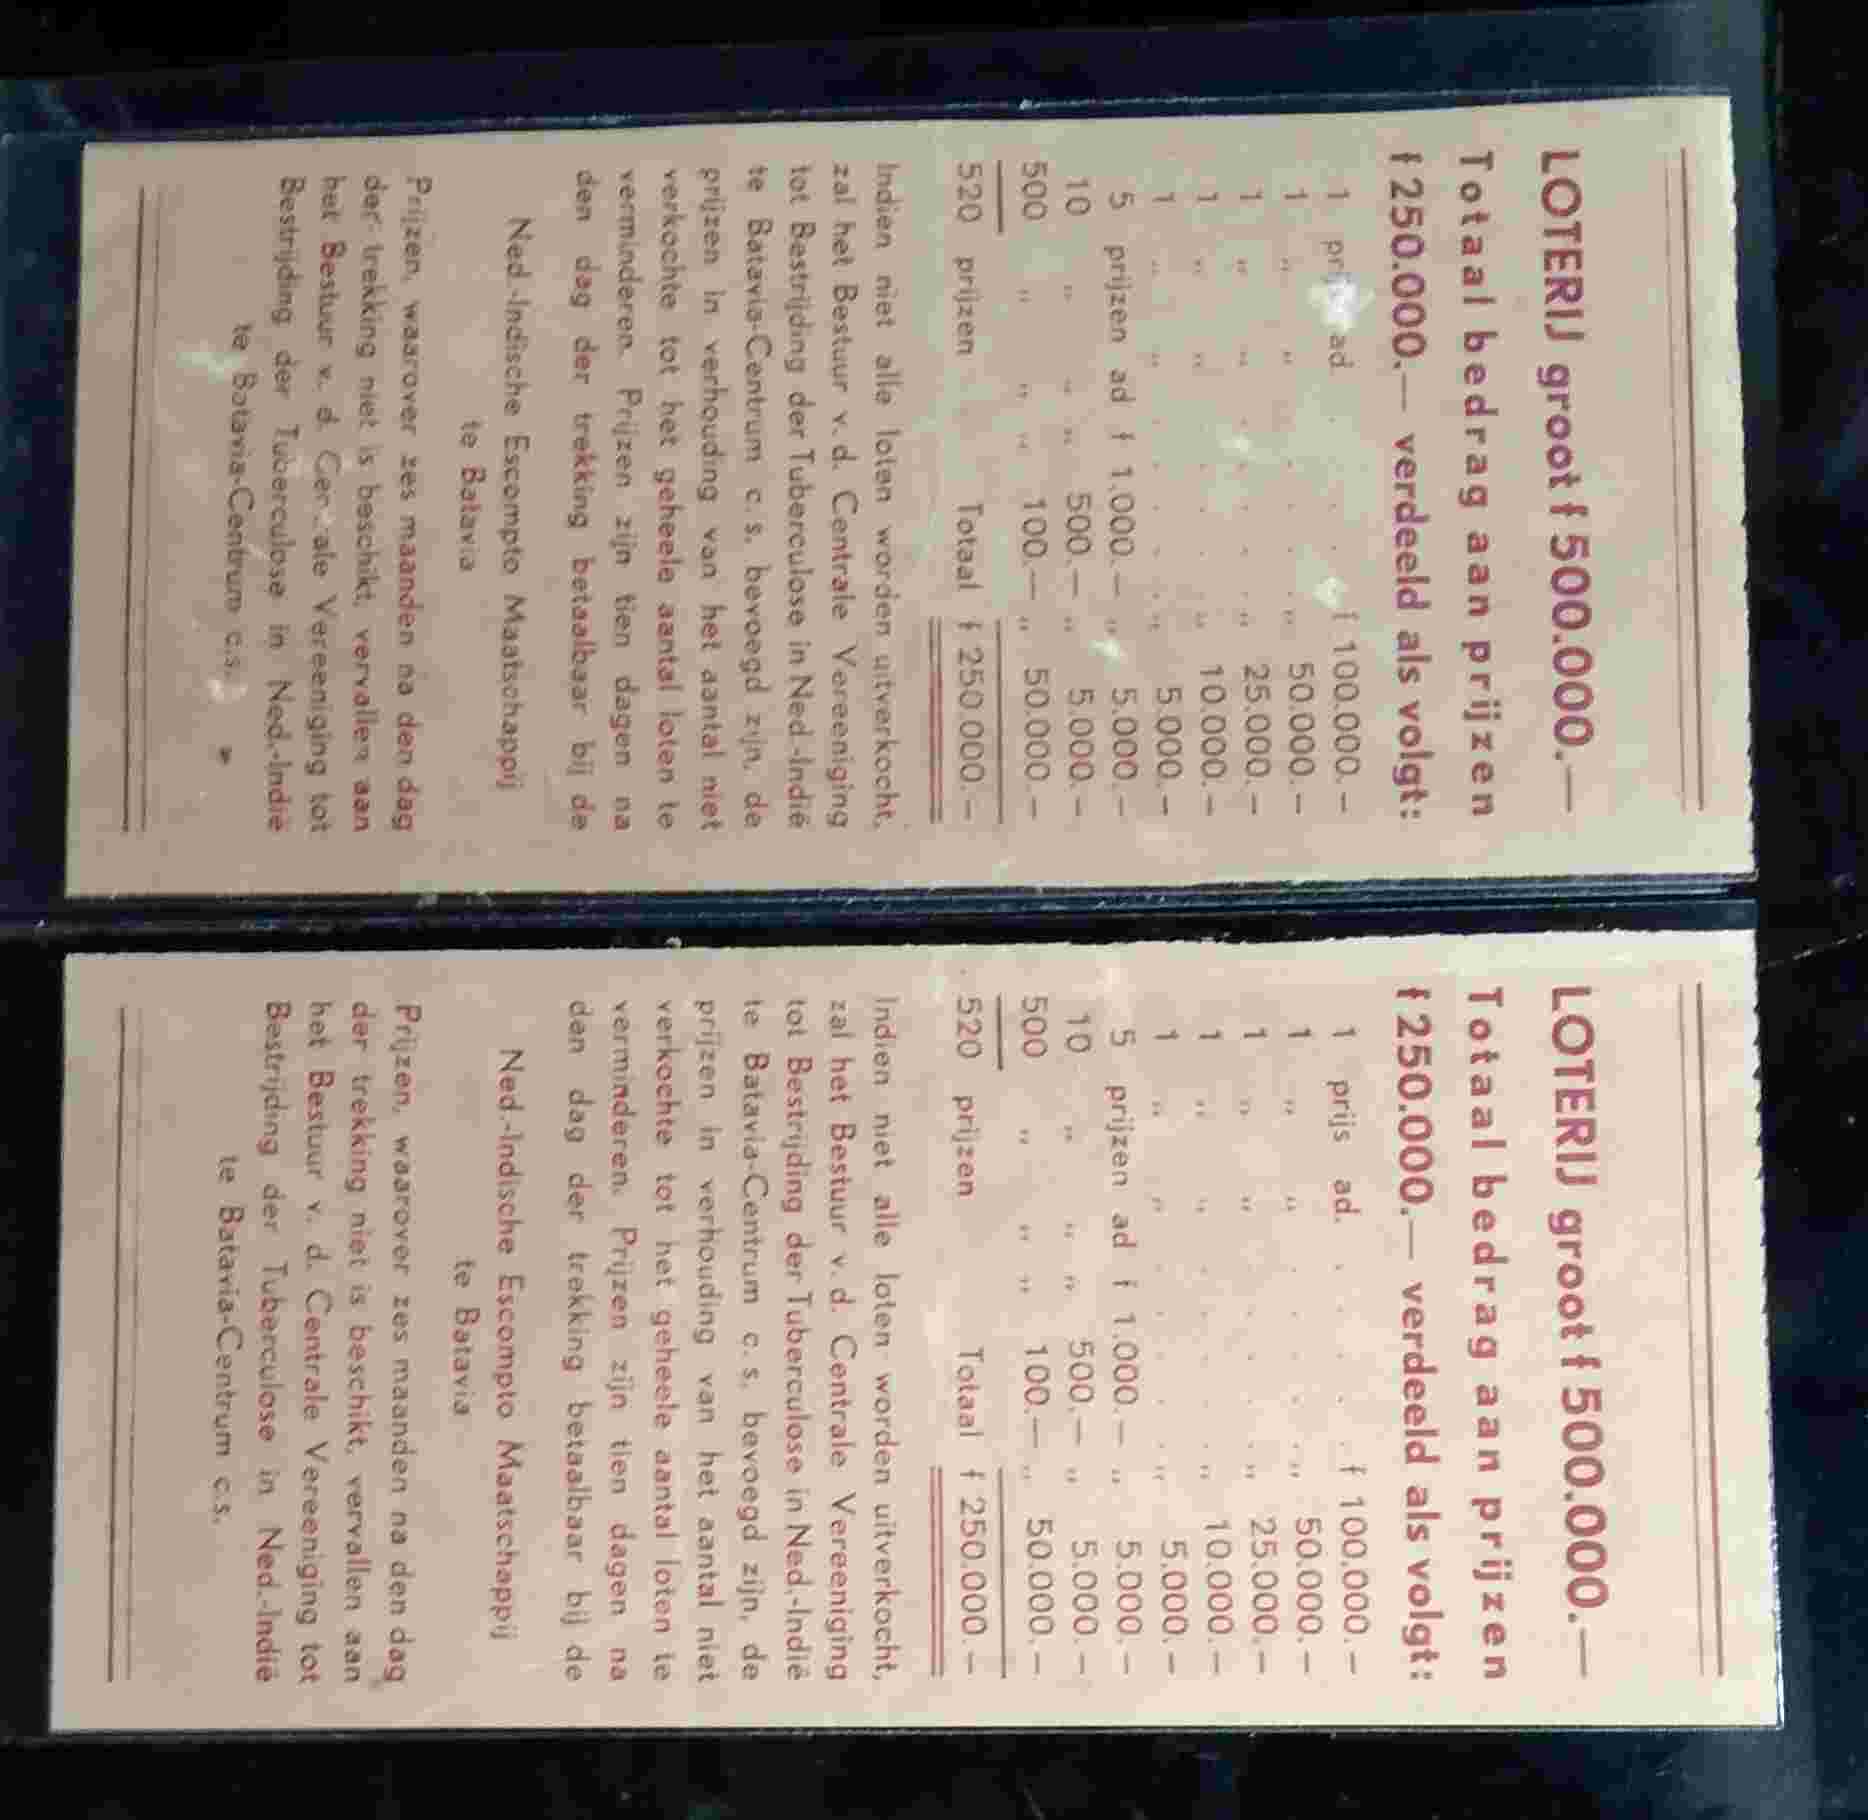 LOTERIJ groot f 500.000.—
Totaal bedrag aan prijzen
f 250.000.— verdeeld als volgt:
1 ad . . . f 100.000.–
1 „ „ . . . „ 50.000.–
1 „ „ . . . „ 25.000.–
1 „ „ . . . „ 10.000.–
1 „ „ . . . „ 5.000.–
5 prijzen ad f 1.000.— „ 5.000.–
10 „ „ „ 500.— „ 5.000.–
500 „ „ „ 100.— „ 50.000.–
520 prijzen Totaal f 250.000.–
Indien niet alle loten worden uitverkocht,
zal het Bestuur v. d. Centrale Vereeniging
tot Bestrijding der Tuberculose in Ned.-Indië
te Batavia-Centrum c. s. bevoegd zijn, de
prijzen in verhouding van het aantal niet
verkochte tot het geheele aantal loten te
verminderen. Prijzen zijn tien dagen na
den dag der trekking betaalbaar bij de
Ned.-Indische Escompto Maatschappij
te Batavia
Prijzen, waarover zes maanden na den dag
der trekking niet is beschikt, vervallen aan
het Bestuur v. d. Centrale Vereeniging tot
Bestrijding der Tuberculose in Ned.-Indië
te Batavia-Centrum c.s.
LOTERIJ groot f 500.000.—
Totaal bedrag aan prijzen
f 250.000.— verdeeld als volgt:
1 prijs ad. . . . f 100.000.–
1 „ „ . . . „ 50.000.–
1 „ „ . . . „ 25.000.–
1 „ „ . . . „ 10.000.–
1 „ „ . . . „ 5.000.–
5 prijzen ad f 1.000.— „ 5.000.–
10 „ „ „ 500.— „ 5.000.–
500 „ „ „ 100.— „ 50.000.–
520 prijzen Totaal f 250.000.–
Indien niet alle loten worden uitverkocht,
zal het Bestuur v. d. Centrale Vereeniging
tot Bestrijding der Tuberculose in Ned.-Indië
te Batavia-Centrum c. s. bevoegd zijn, de
prijzen in verhouding van het aantal niet
verkochte tot het geheele aantal loten te
verminderen. Prijzen zijn tien dagen na
den dag der trekking betaalbaar bij de
Ned.-Indische Escompto Maatschappij
te Batavia
Prijzen, waarover zes maanden na den dag
der trekking niet is beschikt, vervallen aan
het Bestuur v. d. Centrale Vereeniging tot
Bestrijding der Tuberculose in Ned.-Indië
te Batavia-Centrum c.s.